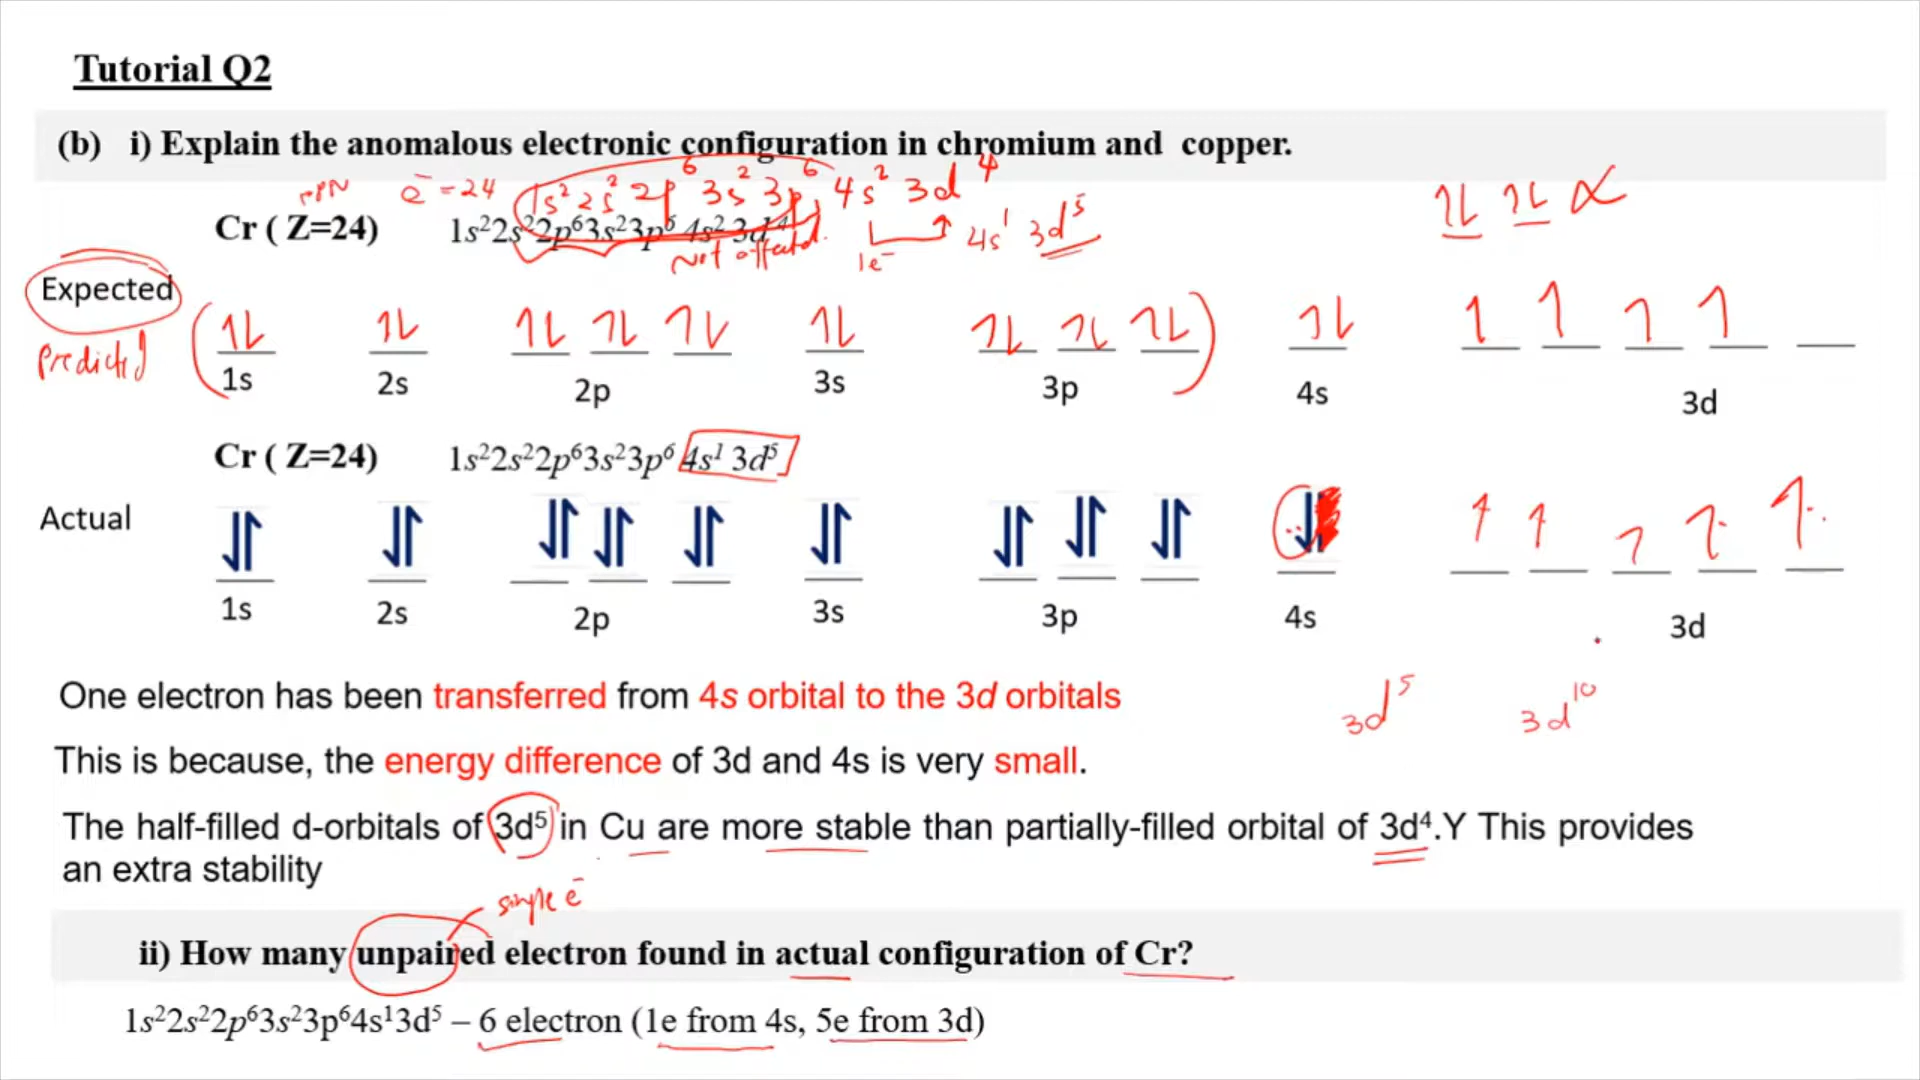 Tutorial Q2
(b) i) Explain the anomalous electronic configuration in chromium and copper.
e⁻ = 24 1s² 2s² 2p⁶ 3s² 3p⁶ 4s² 3d⁴
Cr ( Z=24) 1s²2s²2p⁶3s²3p⁶ 4s² 3d⁴
Not affected. 1e⁻ 4s¹ 3d⁵
Expected
Predicted
1s 2s 2p 3s 3p 4s 3d
Cr ( Z=24) 1s²2s²2p⁶3s²3p⁶ 4s¹ 3d⁵
Actual
1s 2s 2p 3s 3p 4s 3d
One electron has been transferred from 4s orbital to the 3d orbitals
3d⁵ 3d¹⁰
This is because, the energy difference of 3d and 4s is very small.
The half-filled d-orbitals of 3d⁵ in Cu are more stable than partially-filled orbital of 3d⁴.Y This provides
an extra stability
single e⁻
ii) How many unpaired electron found in actual configuration of Cr?
1s²2s²2p⁶3s²3p⁶4s¹3d⁵ – 6 electron (1e from 4s, 5e from 3d)